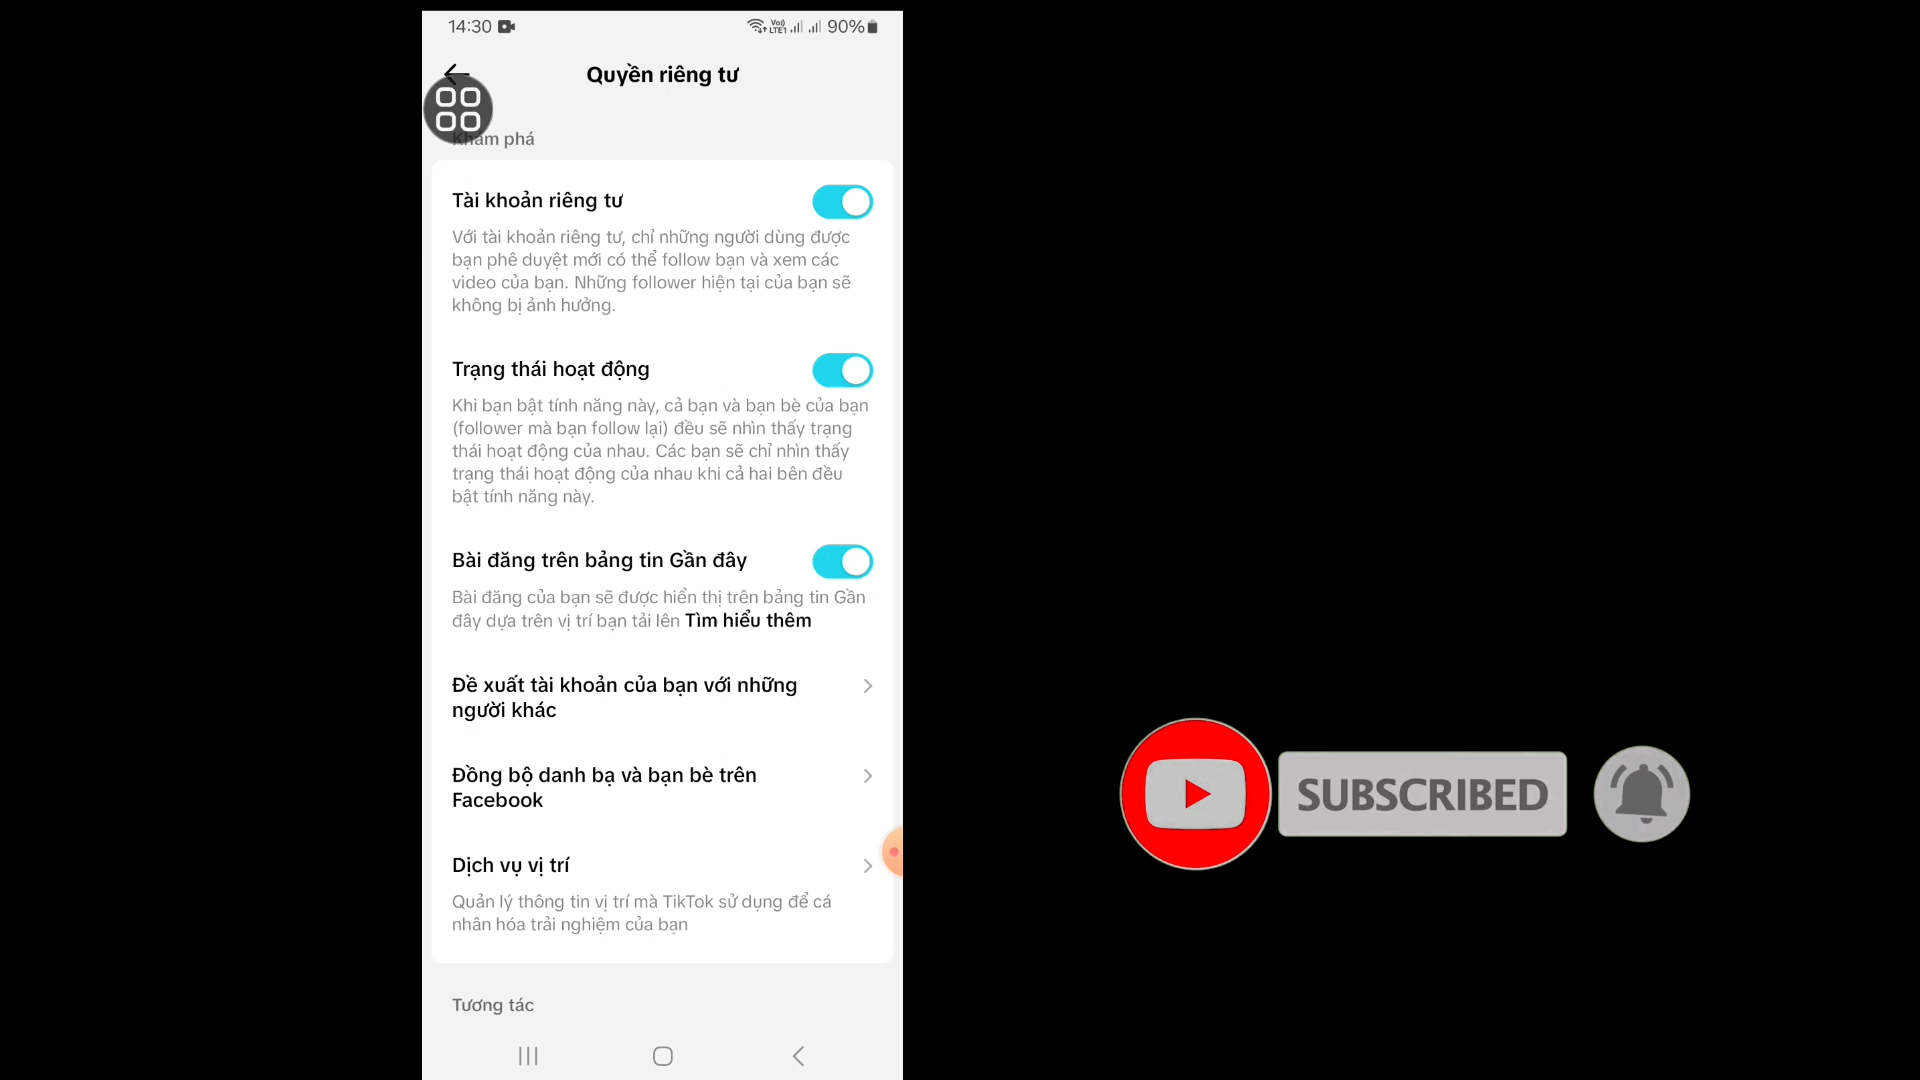 14:30
Vo))
LTE1
90%
Quyền riêng tư
Khám phá
Tài khoản riêng tư
Với tài khoản riêng tư, chỉ những người dùng được
bạn phê duyệt mới có thể follow bạn và xem các
video của bạn. Những follower hiện tại của bạn sẽ
không bị ảnh hưởng.
Trạng thái hoạt động
Khi bạn bật tính năng này, cả bạn và bạn bè của bạn
(follower mà bạn follow lại) đều sẽ nhìn thấy trạng
thái hoạt động của nhau. Các bạn sẽ chỉ nhìn thấy
trạng thái hoạt động của nhau khi cả hai bên đều
bật tính năng này.
Bài đăng trên bảng tin Gần đây
Bài đăng của bạn sẽ được hiển thị trên bảng tin Gần
đây dựa trên vị trí bạn tải lên Tìm hiểu thêm
Đề xuất tài khoản của bạn với những
người khác
Đồng bộ danh bạ và bạn bè trên
Facebook
Dịch vụ vị trí
Quản lý thông tin vị trí mà TikTok sử dụng để cá
nhân hóa trải nghiệm của bạn
Tương tác
SUBSCRIBED